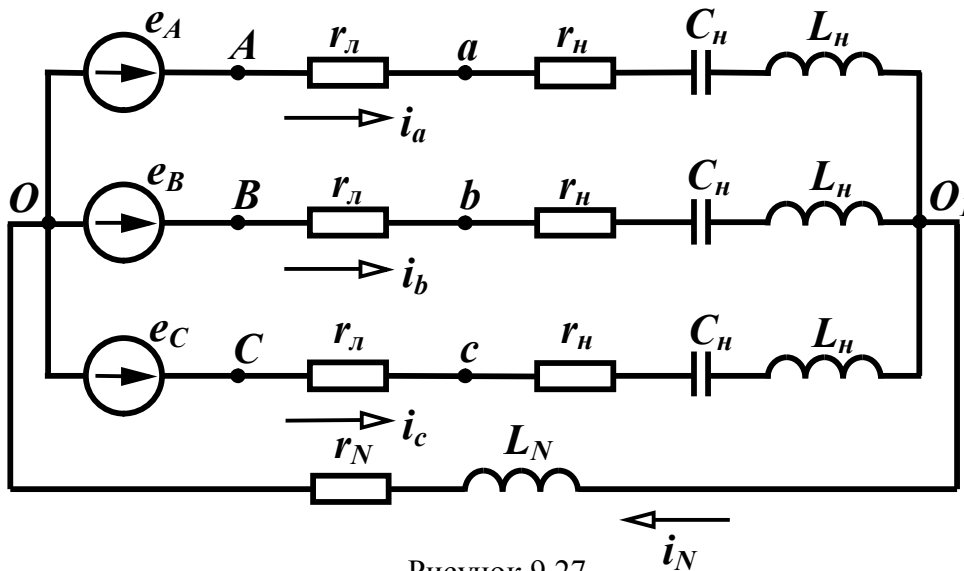 e_A A r_л a r_н C_н L_н
i_a
O e_B B r_л b r_н C_н L_н O
i_b
e_C C r_л c r_н C_н L_н
i_c
r_N L_N
i_N
Рисунок 9.27